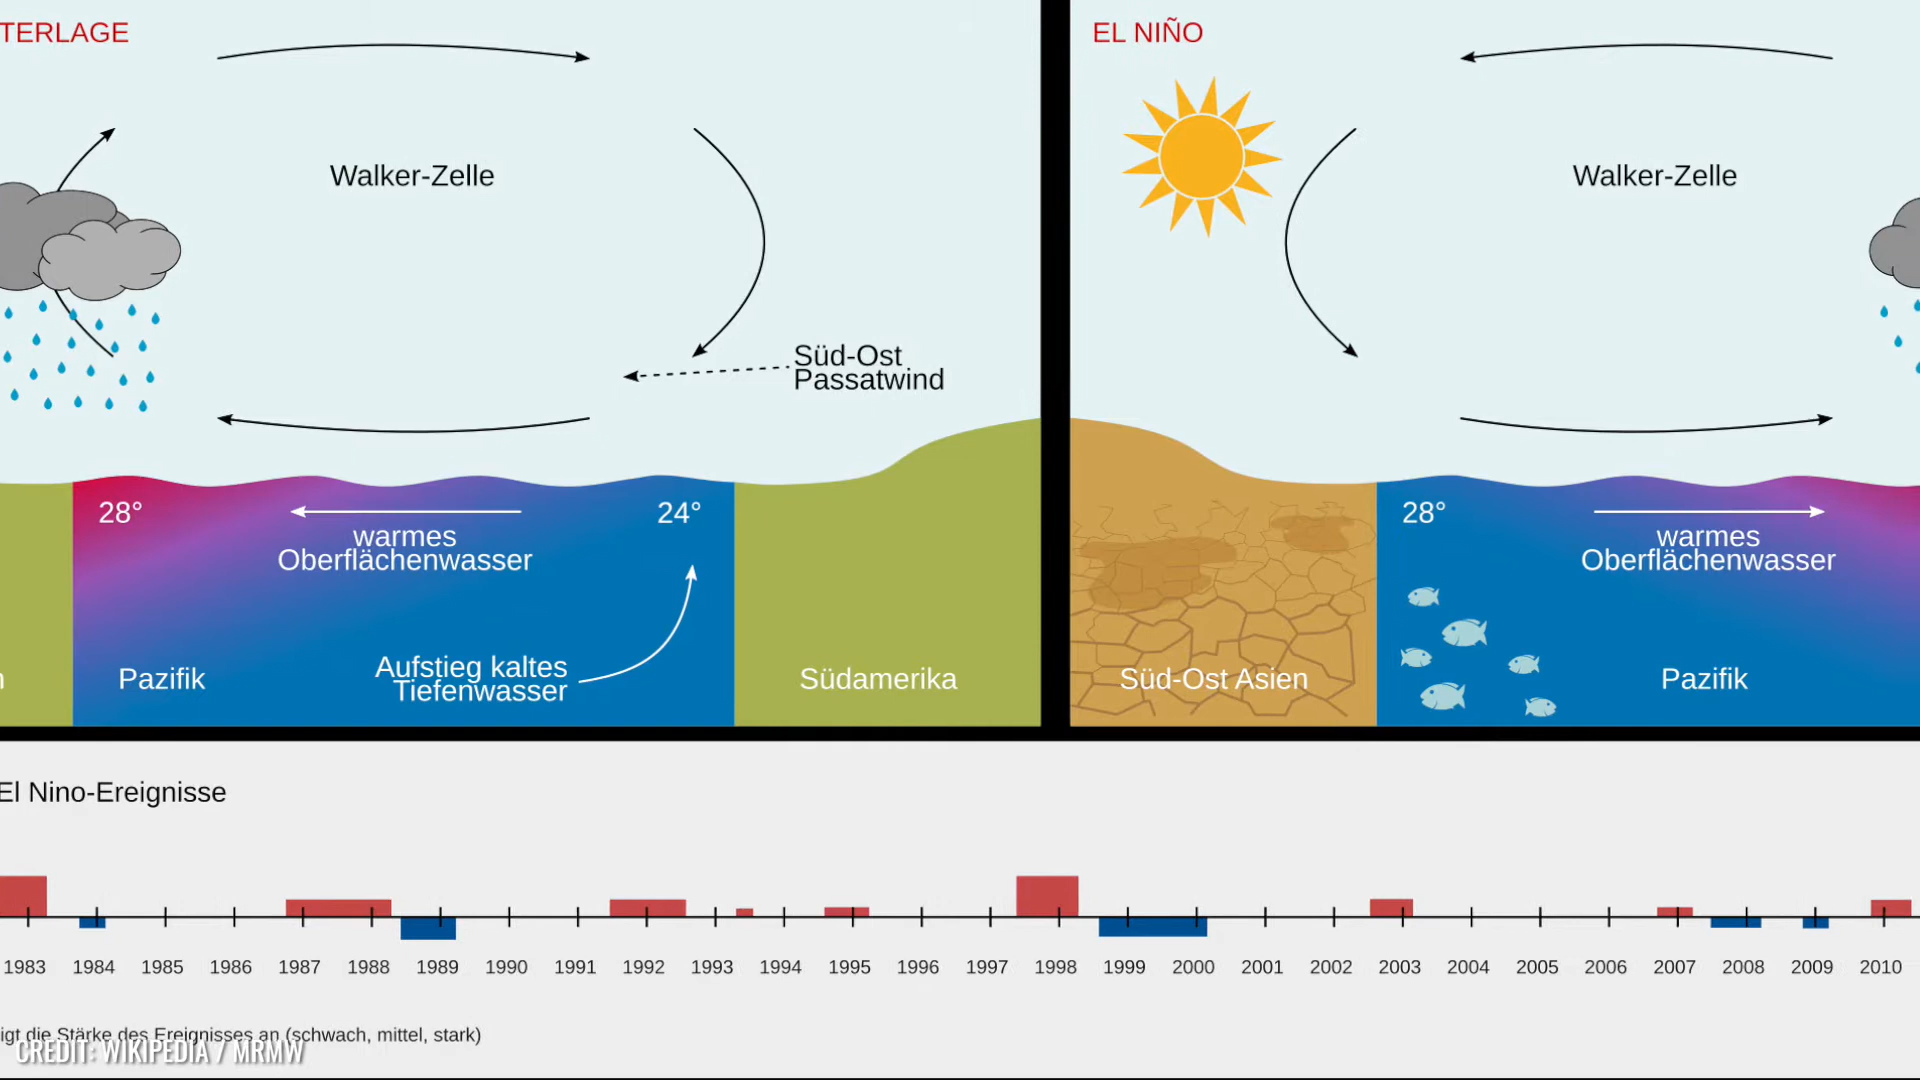 TERLAGE
Walker-Zelle
Süd-Ost
Passatwind
28°
24°
warmes
Oberflächenwasser
Aufstieg kaltes
Tiefenwasser
n
Pazifik
Südamerika
EL NIÑO
Walker-Zelle
28°
warmes
Oberflächenwasser
Süd-Ost Asien
Pazifik
El Nino-Ereignisse
1983 1984 1985 1986 1987 1988 1989 1990 1991 1992 1993 1994 1995 1996 1997 1998 1999 2000 2001 2002 2003 2004 2005 2006 2007 2008 2009 2010
igt die Stärke des Ereignisses an (schwach, mittel, stark)
CREDIT: WIKIPEDIA / MRMW